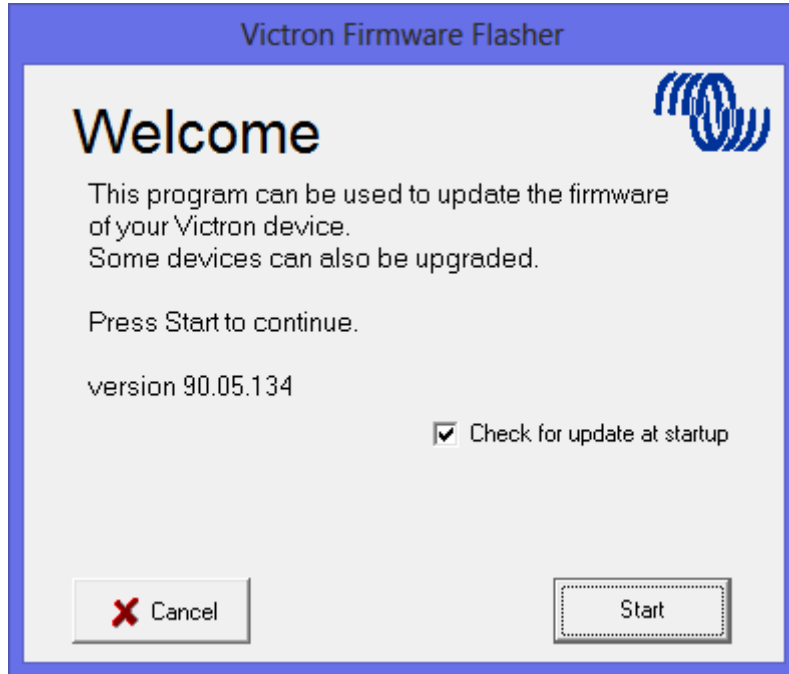 Victron Firmware Flasher
Welcome
This program can be used to update the firmware
of your Victron device.
Some devices can also be upgraded.
Press Start to continue.
version 90.05.134
Check for update at startup
Cancel
Start